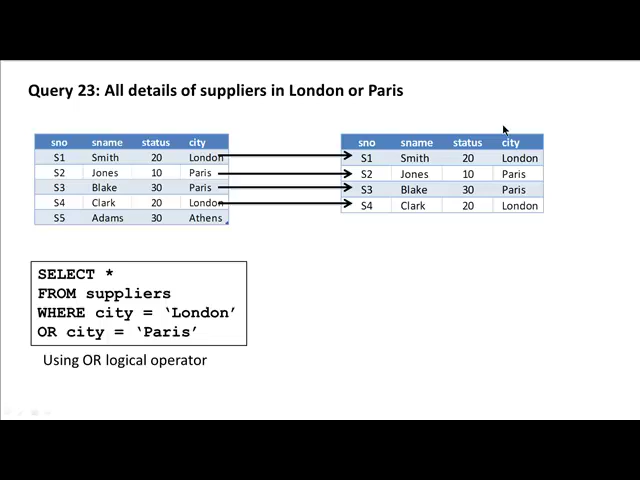 Query 23: All details of suppliers in London or Paris
sno sname status city
S1 Smith 20 London
S2 Jones 10 Paris
S3 Blake 30 Paris
S4 Clark 20 London
S5 Adams 30 Athens
sno sname status city
S1 Smith 20 London
S2 Jones 10 Paris
S3 Blake 30 Paris
S4 Clark 20 London
SELECT *
FROM suppliers
WHERE city = ‘London’
OR city = ‘Paris’
Using OR logical operator